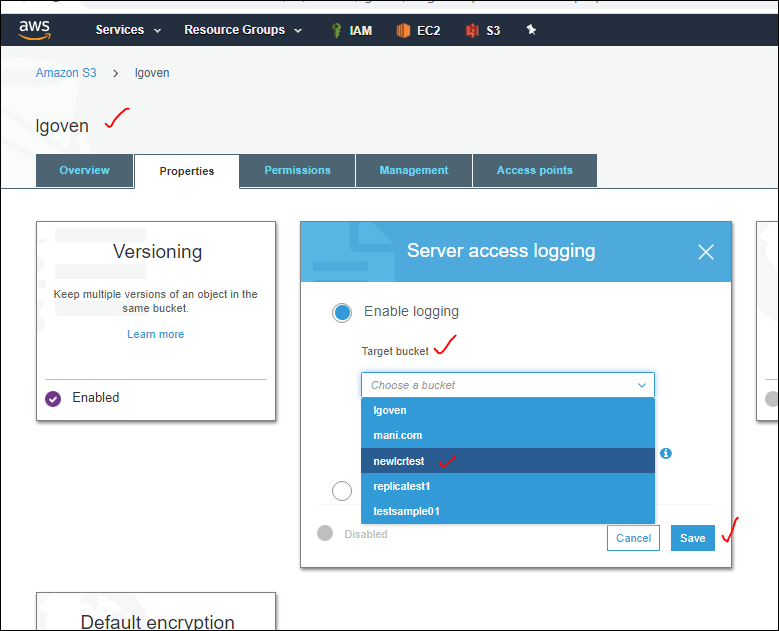 aws Services Resource Groups IAM EC2 S3
Amazon S3 > lgoven
lgoven
Overview Properties Permissions Management Access points
Versioning
Keep multiple versions of an object in the
same bucket.
Learn more
Enabled
Server access logging
Enable logging
Target bucket
Choose a bucket
lgoven
mani.com
newlcrtest
replicatest1
testsample01
Disabled
Cancel Save
Default encryption